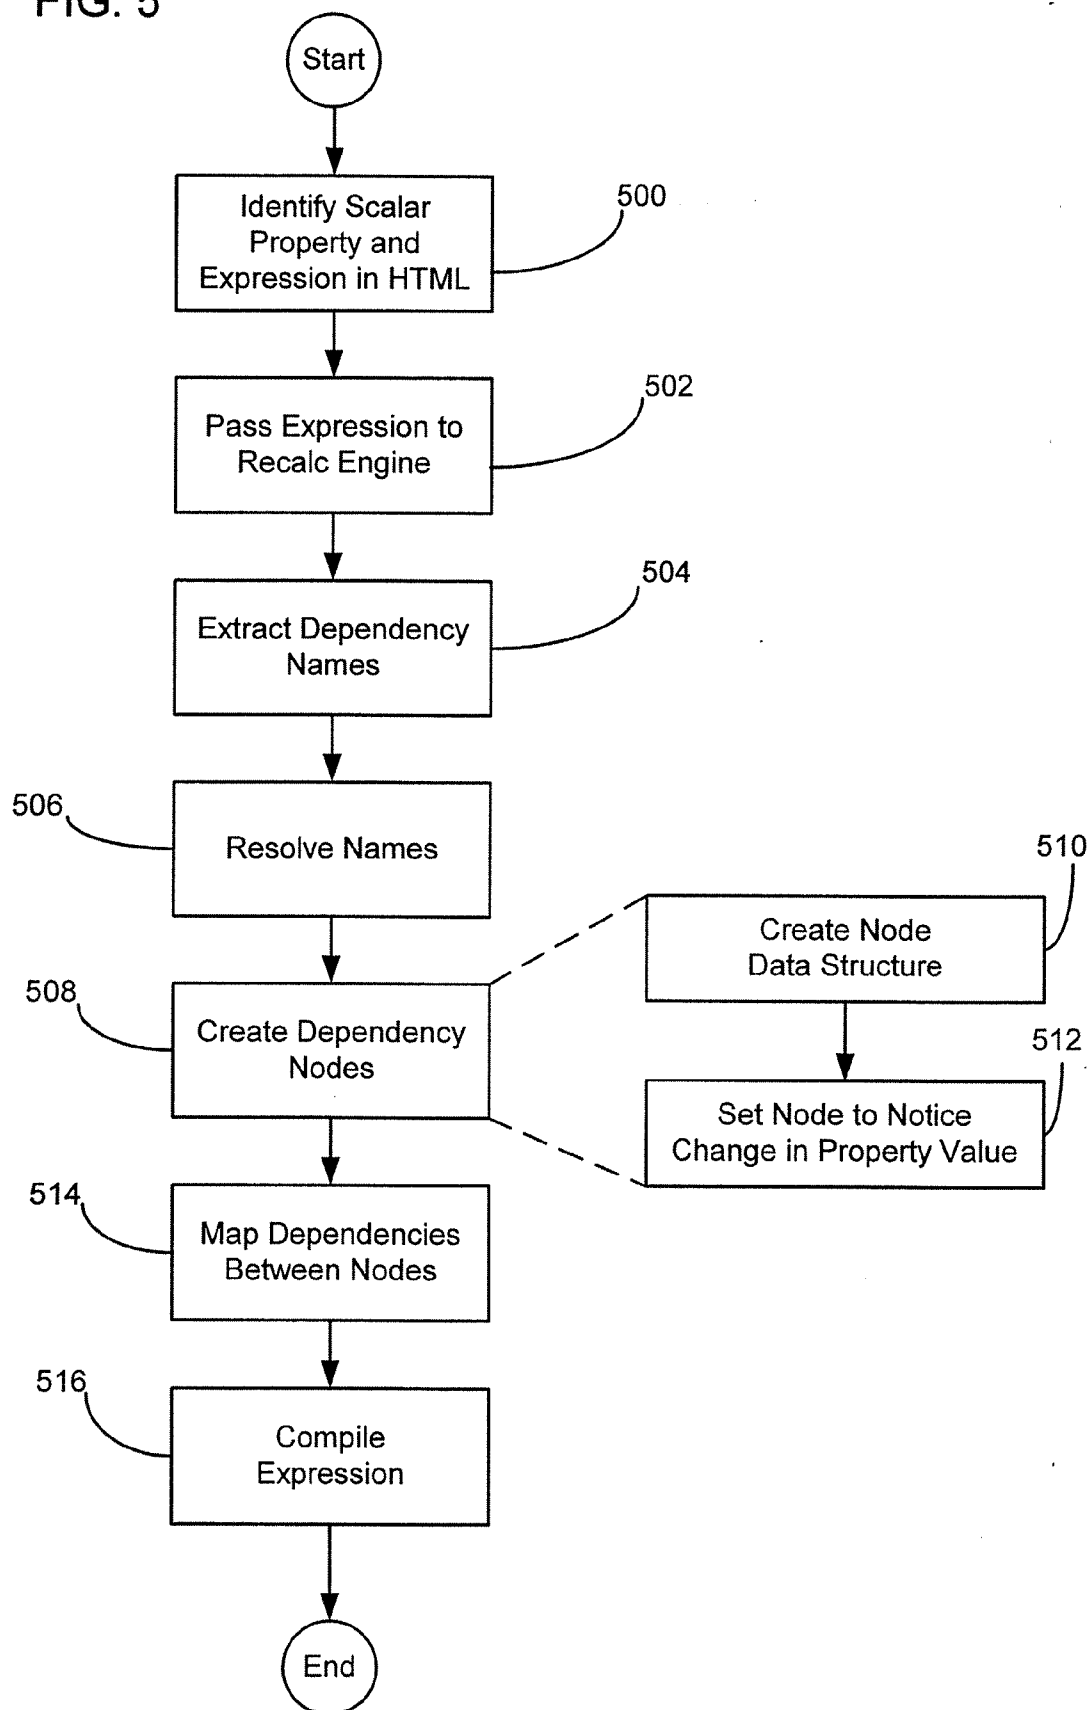 FIG. 5
Start
Identify Scalar
Property and
Expression in HTML
500
Pass Expression to
Recalc Engine
502
Extract Dependency
Names
504
506
Resolve Names
508
Create Dependency
Nodes
510
Create Node
Data Structure
512
Set Node to Notice
Change in Property Value
514
Map Dependencies
Between Nodes
516
Compile
Expression
End